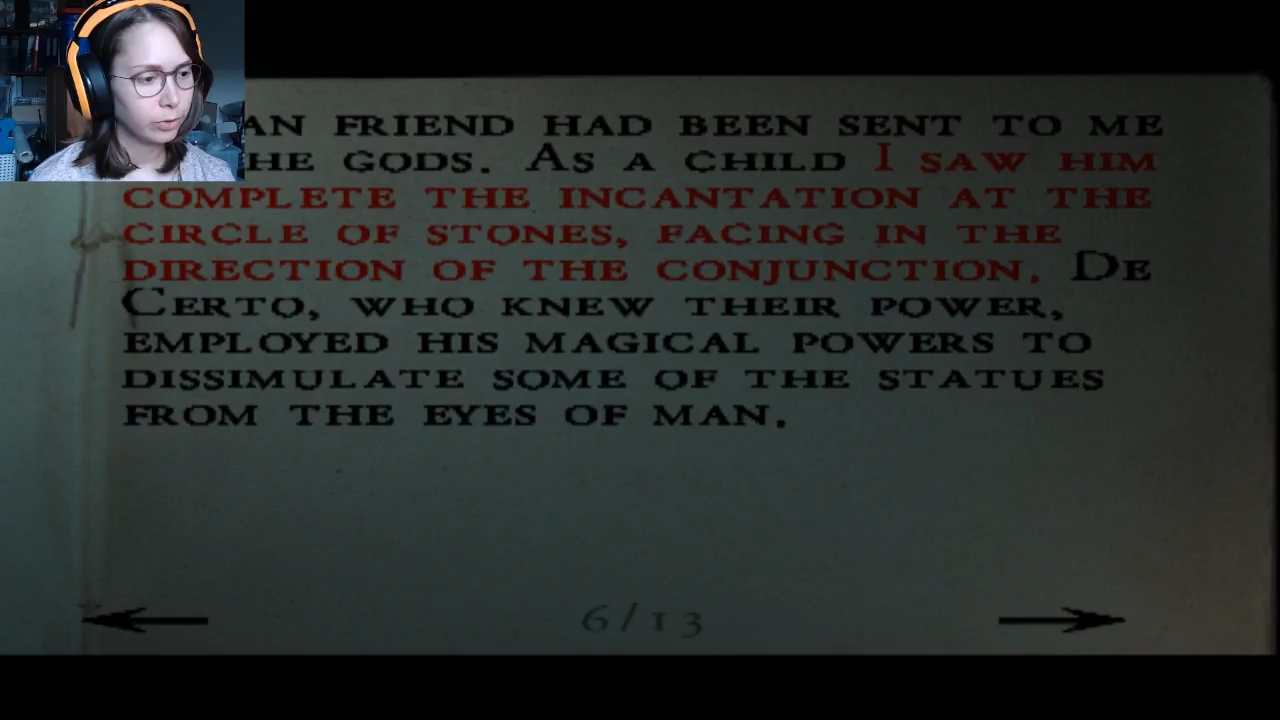 AN FRIEND HAD BEEN SENT TO ME
HE GODS. AS A CHILD I SAW HIM
COMPLETE THE INCANTATION AT THE
CIRCLE OF STONES, FACING IN THE
DIRECTION OF THE CONJUNCTION. DE
CERTO, WHO KNEW THEIR POWER,
EMPLOYED HIS MAGICAL POWERS TO
DISSIMULATE SOME OF THE STATUES
FROM THE EYES OF MAN.
6/13